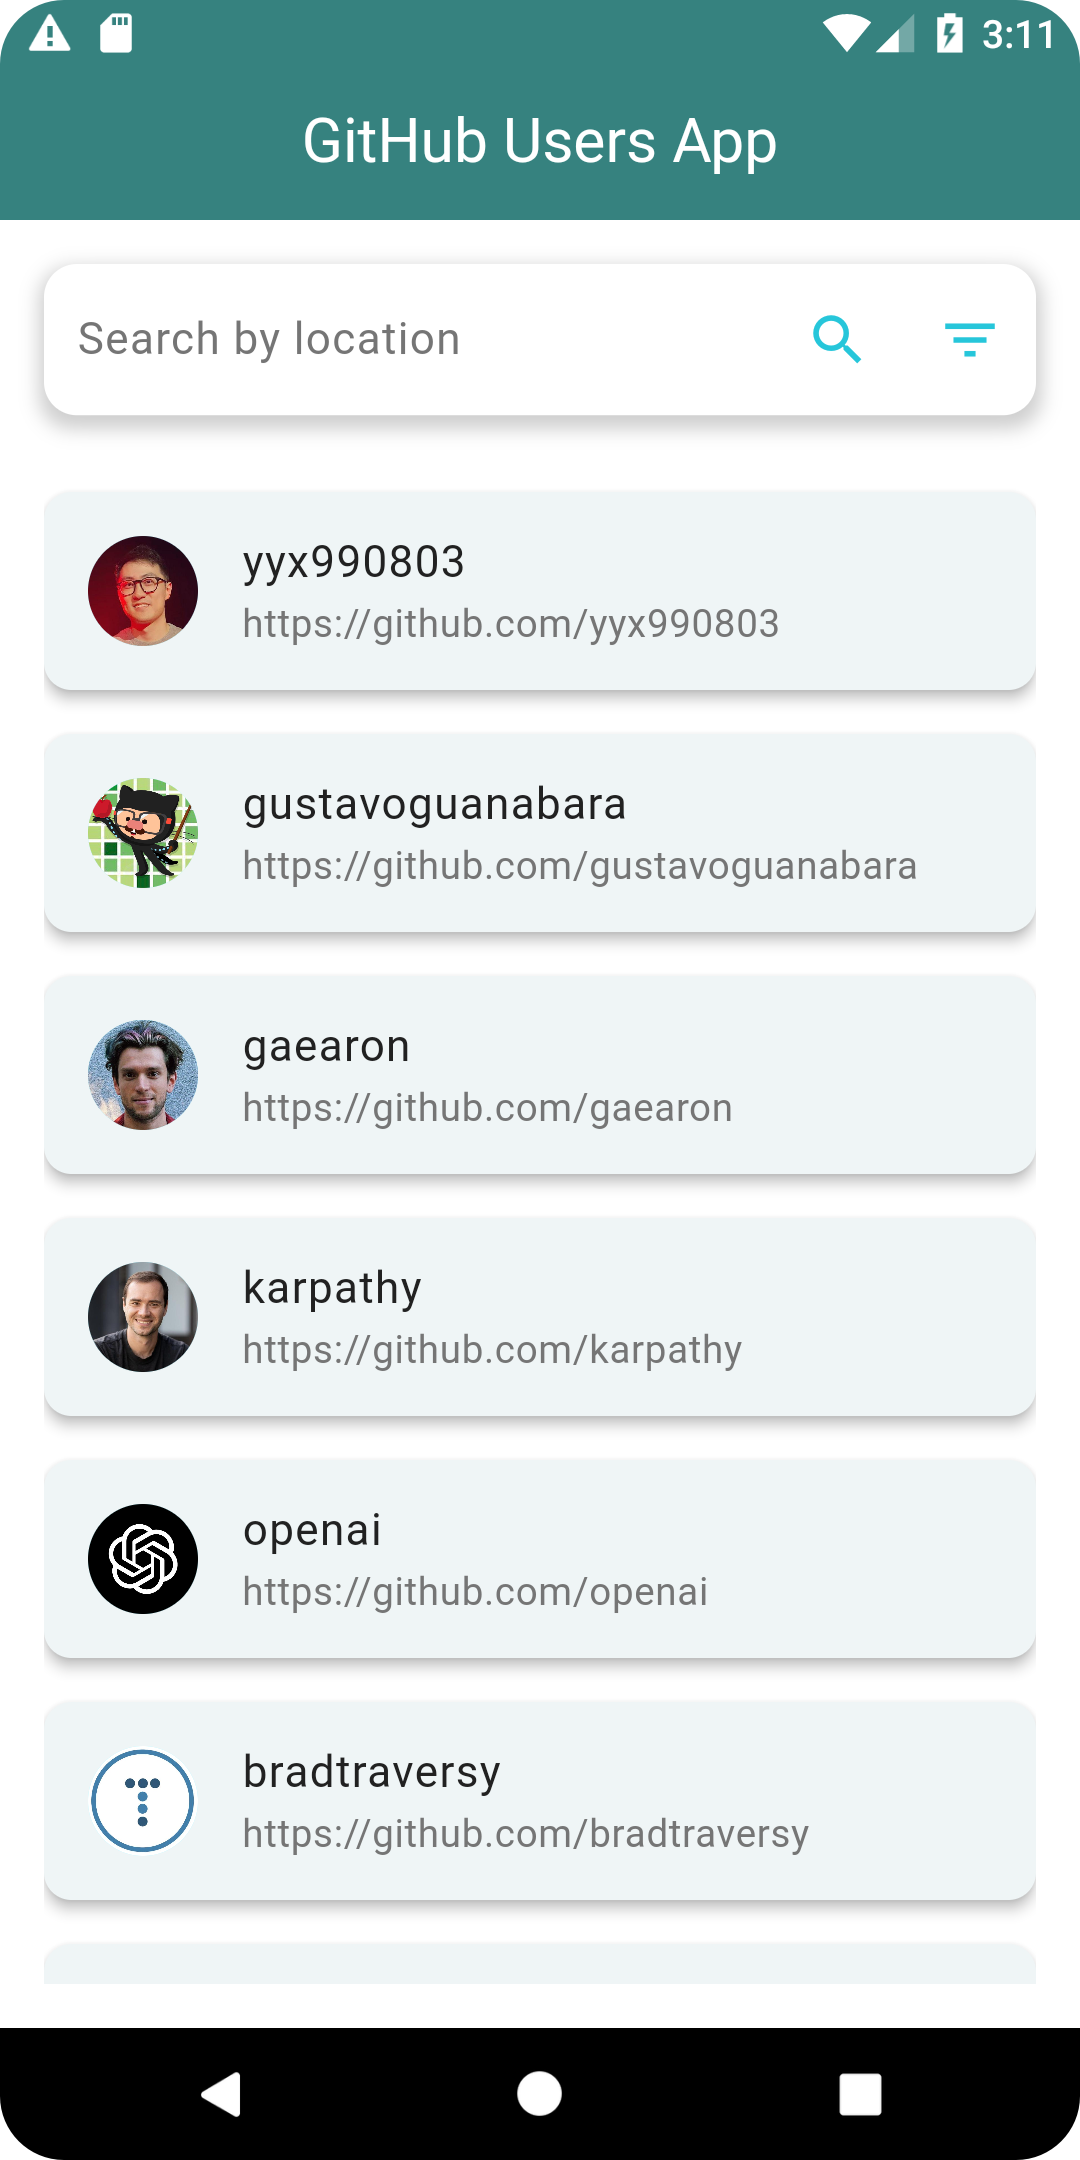 3:11
GitHub Users App
Search by location
yyx990803
https://github.com/yyx990803
gustavoguanabara
https://github.com/gustavoguanabara
gaearon
https://github.com/gaearon
karpathy
https://github.com/karpathy
openai
https://github.com/openai
bradtraversy
https://github.com/bradtraversy